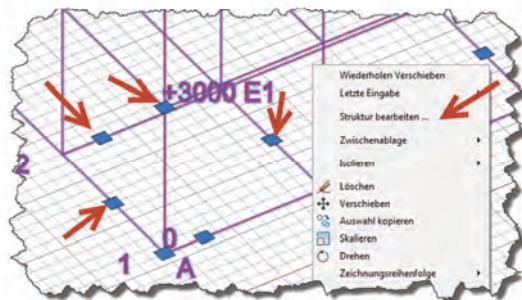 +3000 E1
2
0
1
A
Wiederholen Verschieben
Letzte Eingabe
Struktur bearbeiten ...
Zwischenablage
Isolieren
Löschen
Verschieben
Auswahl kopieren
Skalieren
Drehen
Zeichnungsreihenfolge